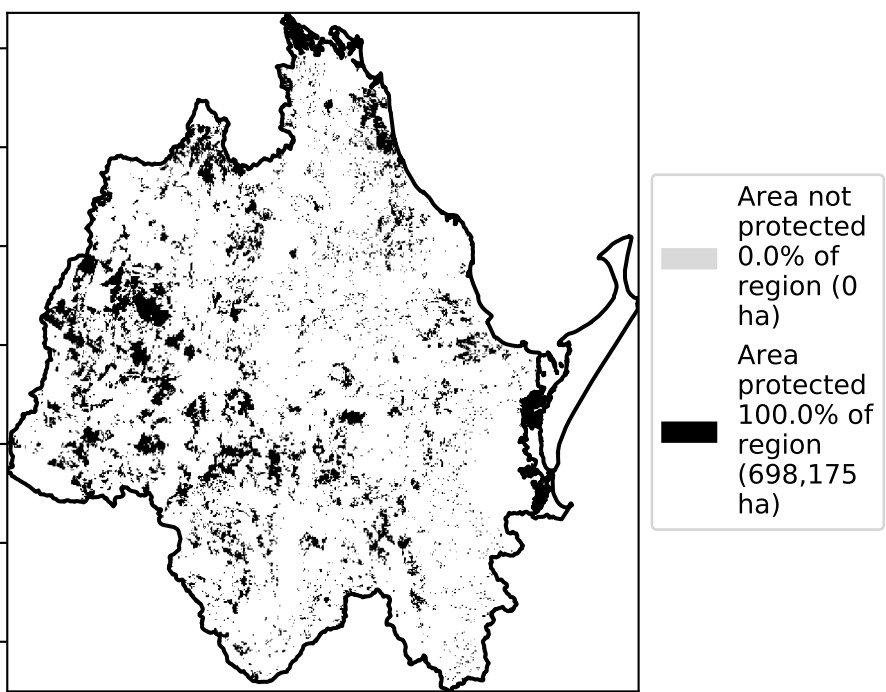 Area not
protected
0.0% of
region (0
ha)
Area
protected
100.0% of
region
(698,175
ha)